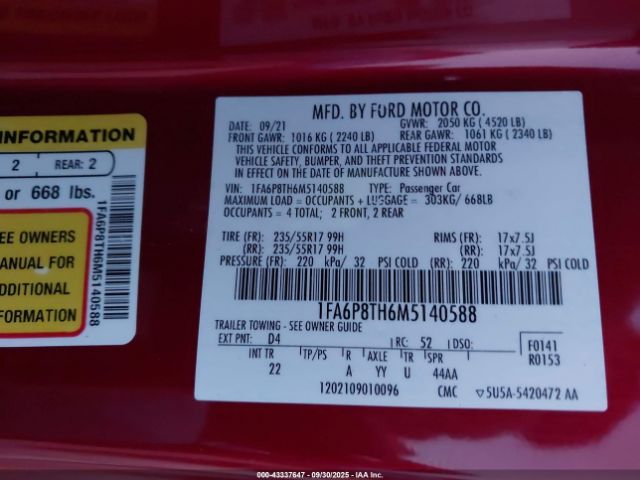 INFORMATION
2 REAR: 2
or 668 lbs.
EE OWNERS
MANUAL FOR
ADDITIONAL
INFORMATION
1FA6P8TH6M5140588
MFD. BY FORD MOTOR CO.
DATE: 09/21 GVWR: 2050 KG ( 4520 LB)
FRONT GAWR: 1016 KG ( 2240 LB) REAR GAWR: 1061 KG ( 2340 LB)
THIS VEHICLE CONFORMS TO ALL APPLICABLE FEDERAL MOTOR
VEHICLE SAFETY, BUMPER, AND THEFT PREVENTION STANDARDS
IN EFFECT ON THE DATE OF MANUFACTURE SHOWN ABOVE.
VIN: 1FA6P8TH6M5140588 TYPE: Passenger Car
MAXIMUM LOAD = OCCUPANTS + LUGGAGE = 303KG/ 668LB
OCCUPANTS = 4 TOTAL; 2 FRONT, 2 REAR
TIRE (FR): 235/55R17 99H RIMS (FR): 17x7.5J
(RR): 235/55R17 99H (RR): 17x7.5J
PRESSURE (FR): 220 kPa/ 32 PSI COLD (RR): 220 kPa/ 32 PSI COLD
1FA6P8TH6M5140588
TRAILER TOWING - SEE OWNER GUIDE
EXT PNT: D4 RC: 52 DSO: F0141
INT TR TP/PS R AXLE TR SPR R0153
22 A YY U 44AA
1202109010096 CMC ▽5U5A-5420472 AA
000-43337647 - 09/30/2025 - IAA Inc.